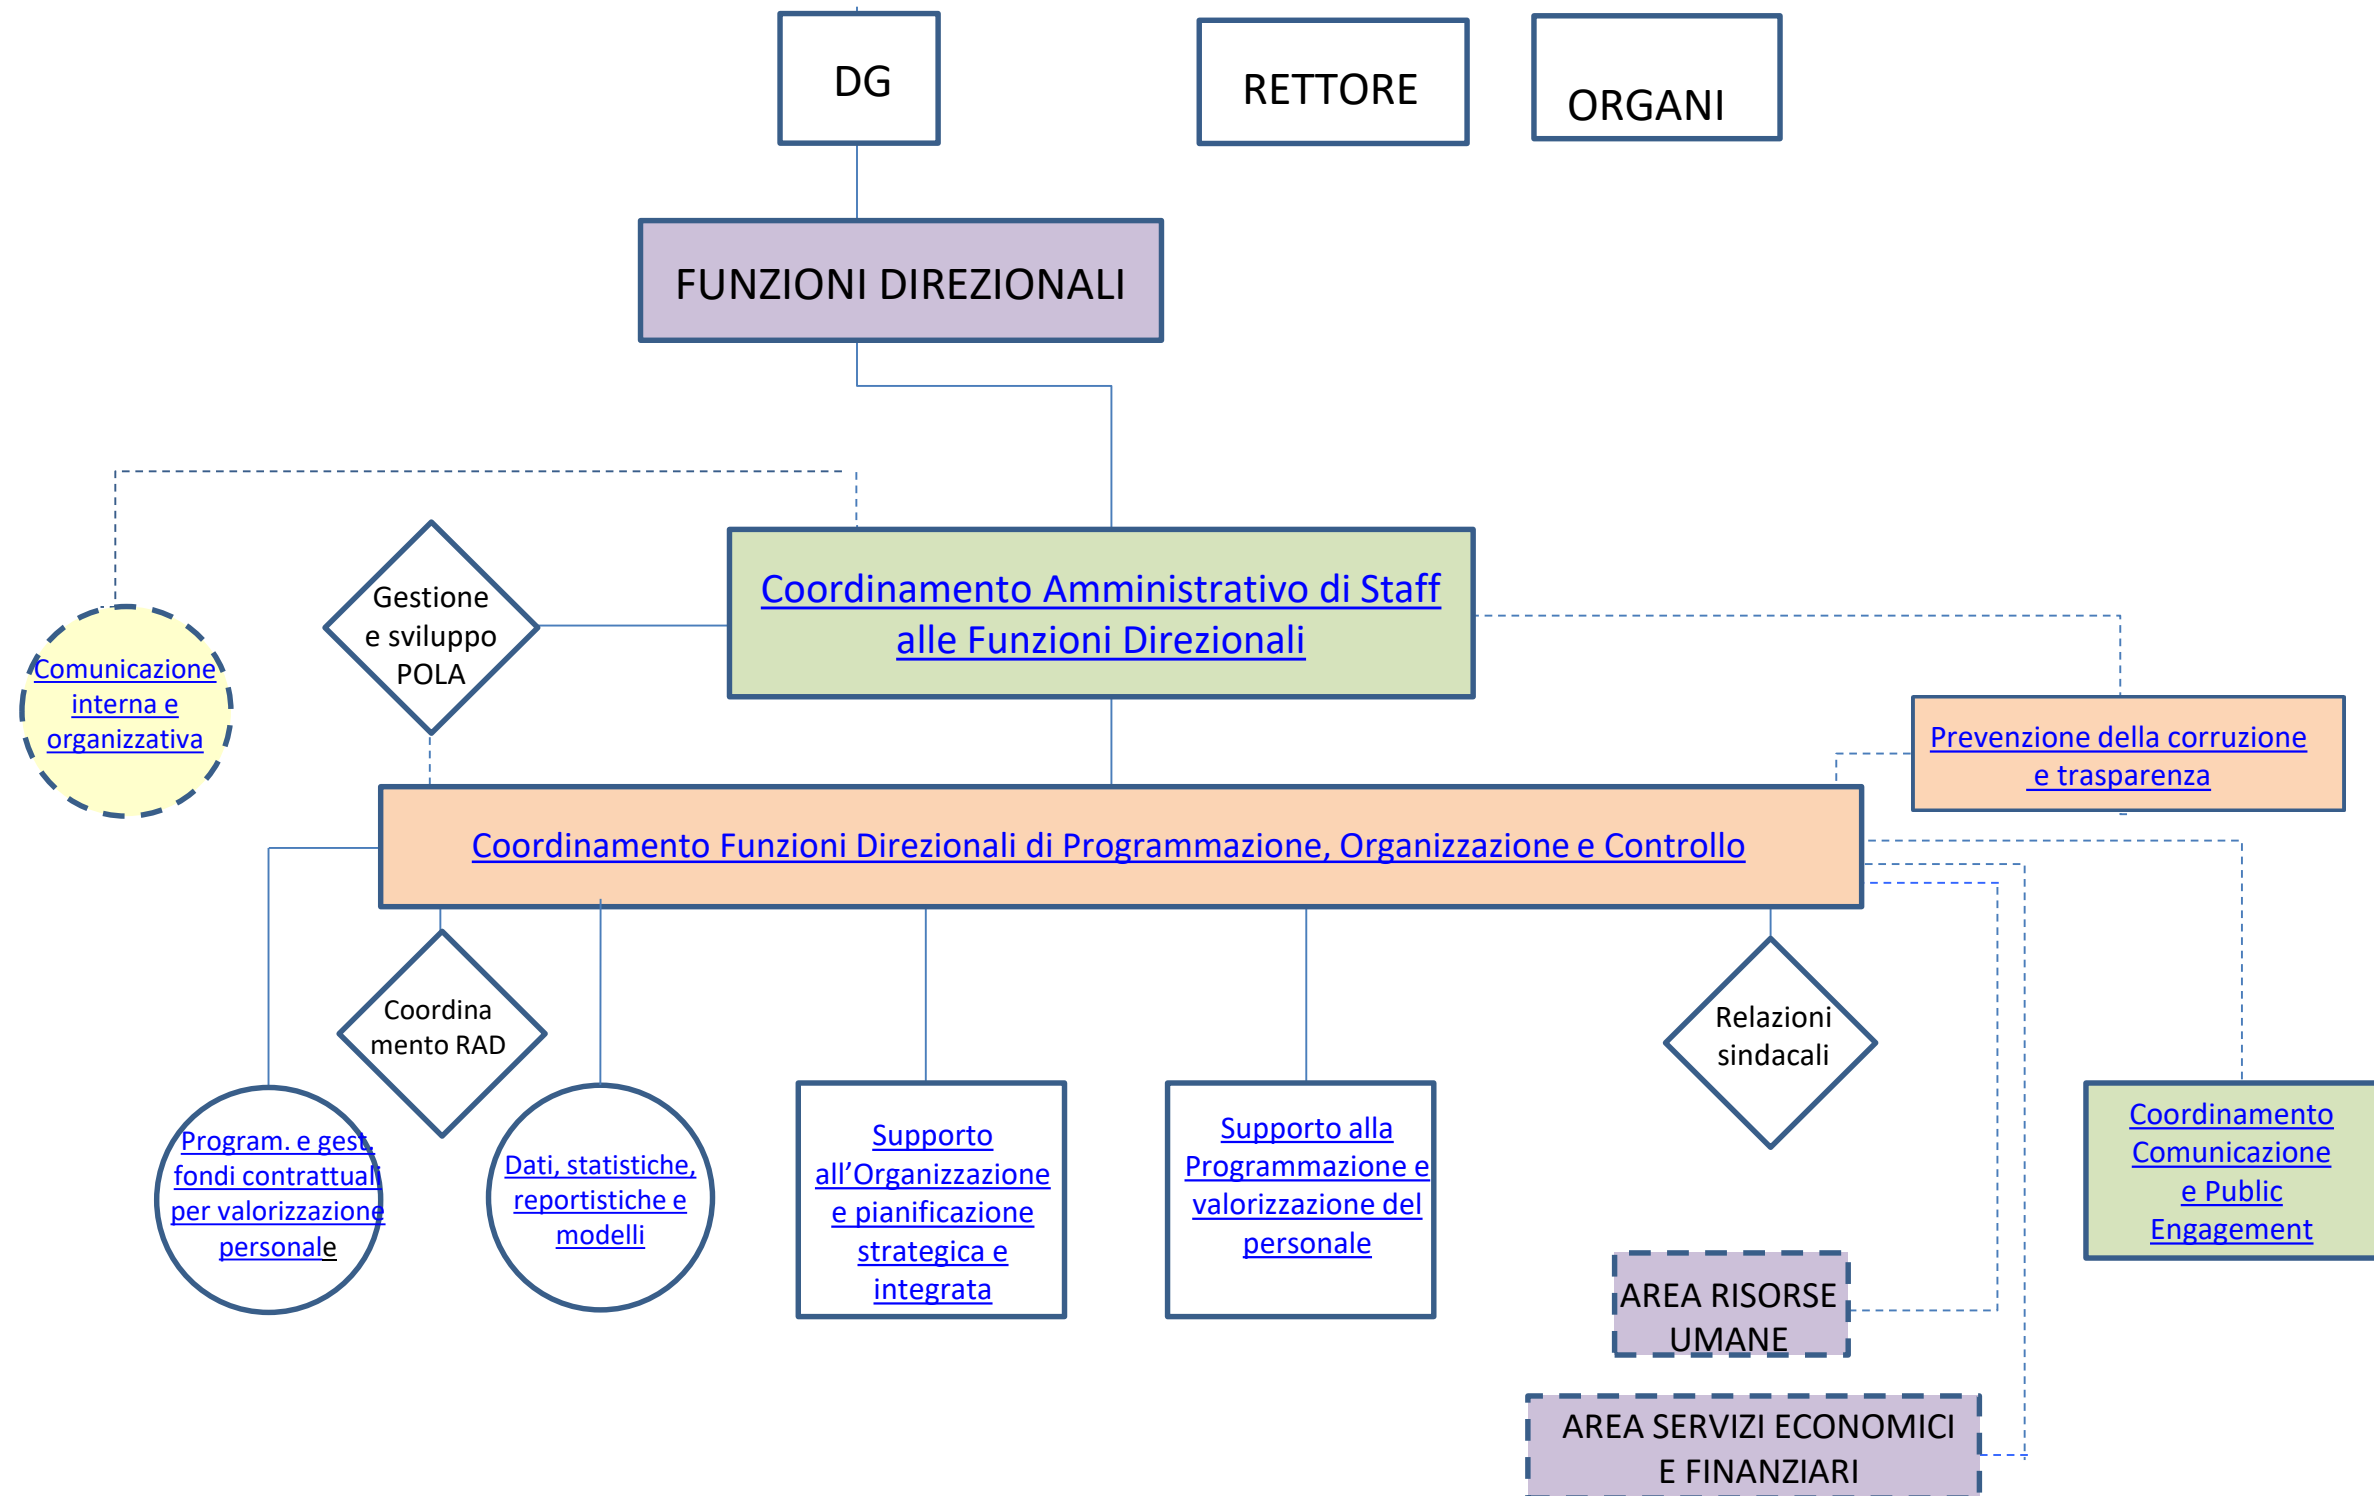 DG
RETTORE
ORGANI
FUNZIONI DIREZIONALI
Coordinamento Amministrativo di Staff
alle Funzioni Direzionali
Gestione
e sviluppo
POLA
Comunicazione
interna e
organizzativa
Prevenzione della corruzione
e trasparenza
Coordinamento Funzioni Direzionali di Programmazione, Organizzazione e Controllo
Coordina
mento RAD
Relazioni
sindacali
Program. e gest.
fondi contrattuali
per valorizzazione
personale
Dati, statistiche,
reportistiche e
modelli
Supporto
all’Organizzazione
e pianificazione
strategica e
integrata
Supporto alla
Programmazione e
valorizzazione del
personale
Coordinamento
Comunicazione
e Public
Engagement
AREA RISORSE
UMANE
AREA SERVIZI ECONOMICI
E FINANZIARI